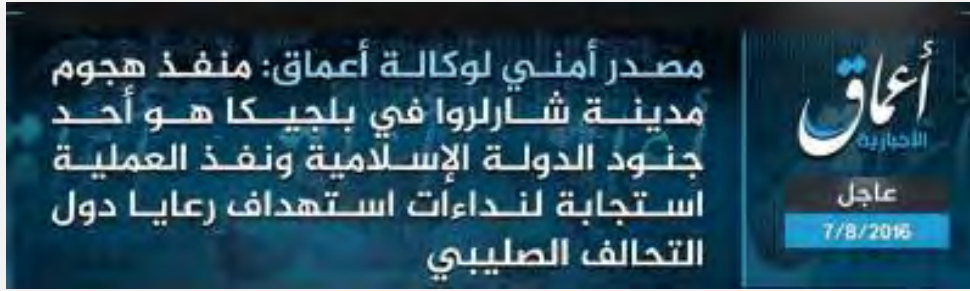 مصدر أمني لوكالة أعماق: منفذ هجوم
مدينة شارلروا في بلجيكا هو أحد
جنود الدولة الإسلامية ونفذ العملية
استجابة لنداءات استهداف رعايا دول
التحالف الصليبي
أعماق
الأخبارية
عاجل
7/8/2016